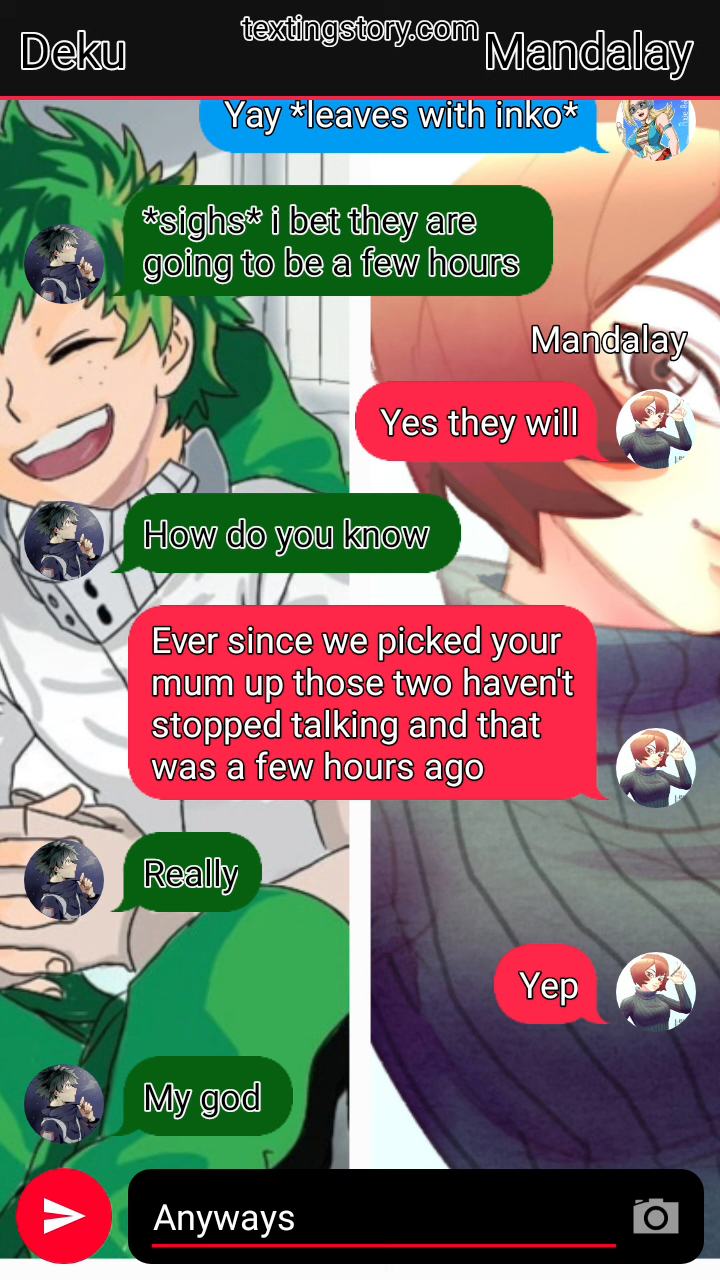 textingstory.com
Deku
Mandalay
Yay *leaves with inko*
*sighs* i bet they are
going to be a few hours
Mandalay
Yes they will
How do you know
Ever since we picked your
mum up those two haven't
stopped talking and that
was a few hours ago
Really
Yep
My god
Anyways